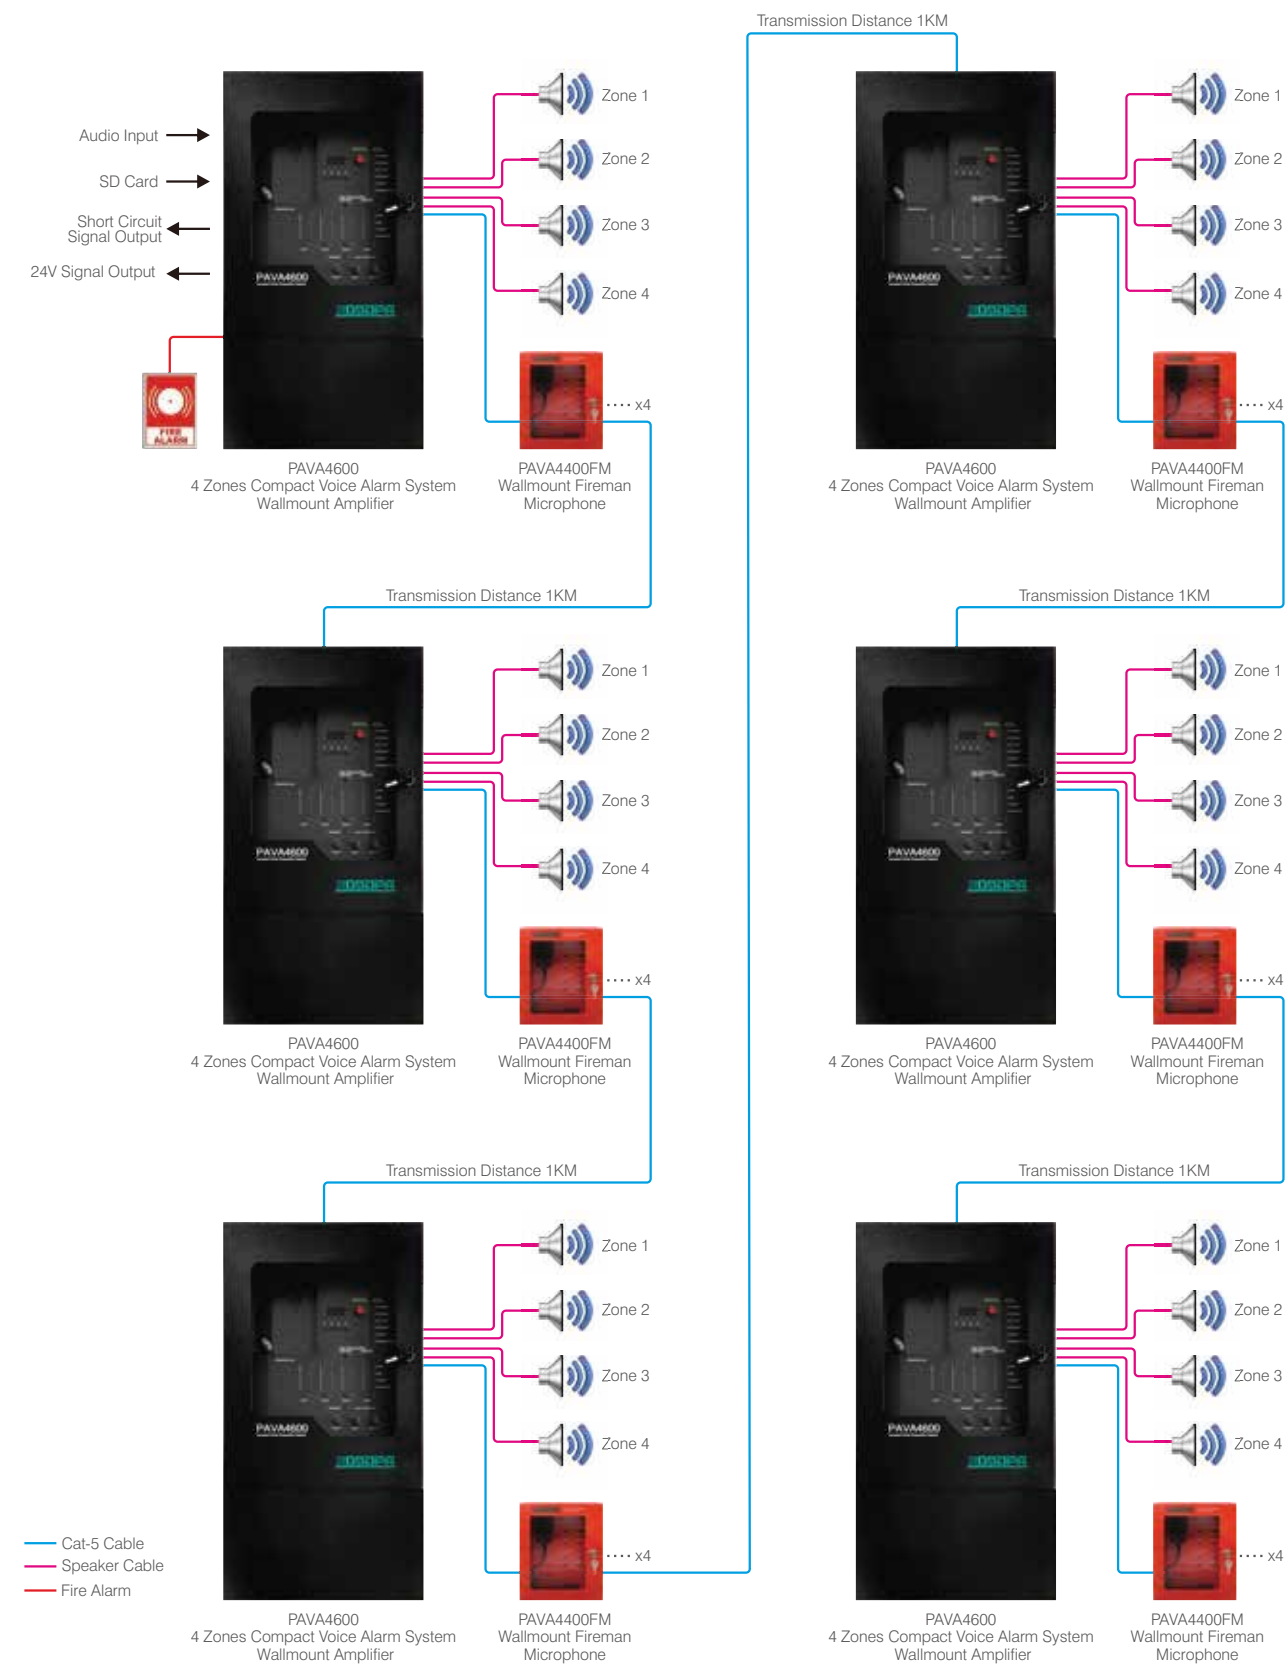 Transmission Distance 1KM
Audio Input
SD Card
Short Circuit
Signal Output
24V Signal Output
FIRE
ALARM
PAVA4600
DSPPA
Zone 1
Zone 2
Zone 3
Zone 4
···· x4
PAVA4600
4 Zones Compact Voice Alarm System
Wallmount Amplifier
PAVA4400FM
Wallmount Fireman
Microphone
Transmission Distance 1KM
PAVA4600
DSPPA
Zone 1
Zone 2
Zone 3
Zone 4
···· x4
PAVA4600
4 Zones Compact Voice Alarm System
Wallmount Amplifier
PAVA4400FM
Wallmount Fireman
Microphone
Transmission Distance 1KM
PAVA4600
DSPPA
Zone 1
Zone 2
Zone 3
Zone 4
···· x4
PAVA4600
4 Zones Compact Voice Alarm System
Wallmount Amplifier
PAVA4400FM
Wallmount Fireman
Microphone
Cat-5 Cable
Speaker Cable
Fire Alarm
PAVA4600
DSPPA
Zone 1
Zone 2
Zone 3
Zone 4
···· x4
PAVA4600
4 Zones Compact Voice Alarm System
Wallmount Amplifier
PAVA4400FM
Wallmount Fireman
Microphone
Transmission Distance 1KM
PAVA4600
DSPPA
Zone 1
Zone 2
Zone 3
Zone 4
···· x4
PAVA4600
4 Zones Compact Voice Alarm System
Wallmount Amplifier
PAVA4400FM
Wallmount Fireman
Microphone
Transmission Distance 1KM
PAVA4600
DSPPA
Zone 1
Zone 2
Zone 3
Zone 4
···· x4
PAVA4600
4 Zones Compact Voice Alarm System
Wallmount Amplifier
PAVA4400FM
Wallmount Fireman
Microphone